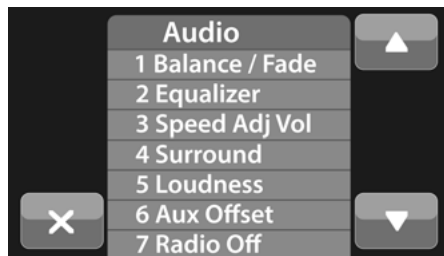 Audio
1 Balance / Fade
2 Equalizer
3 Speed Adj Vol
4 Surround
5 Loudness
6 Aux Offset
7 Radio Off